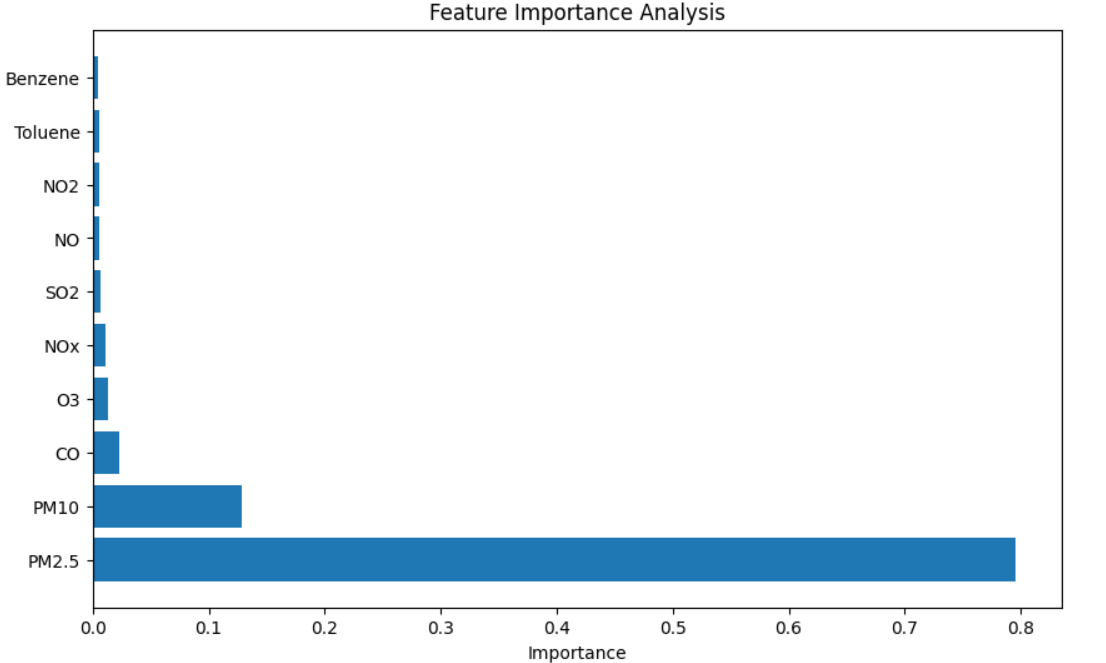 Feature Importance Analysis
Benzene
Toluene
NO2
NO
SO2
NOx
O3
CO
PM10
PM2.5
0.0 0.1 0.2 0.3 0.4 0.5 0.6 0.7 0.8
Importance